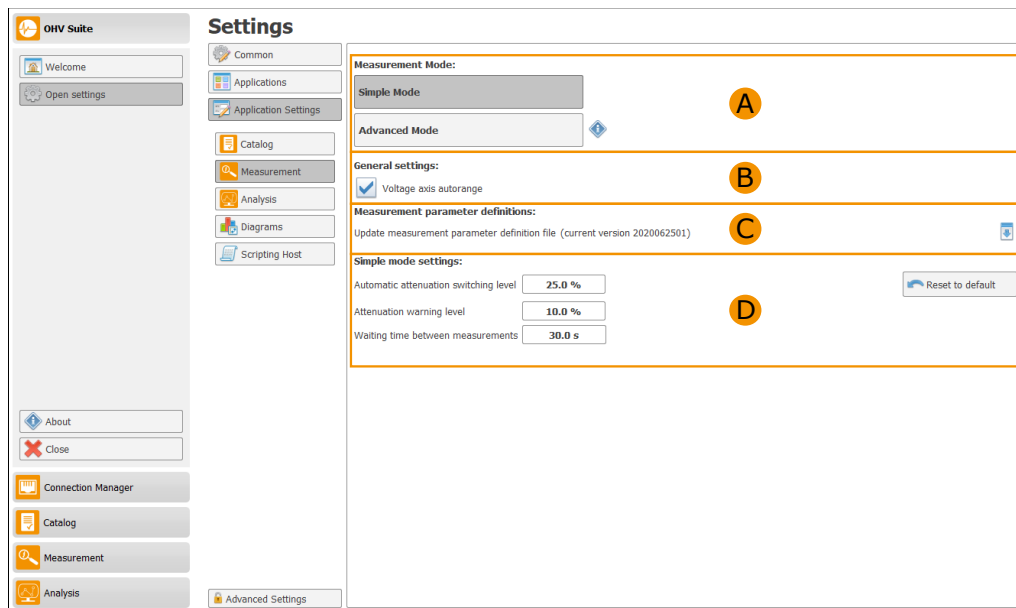 OHV Suite
Welcome
Open settings
About
Close
Connection Manager
Catalog
Measurement
Analysis
Settings
Common
Applications
Application Settings
Catalog
Measurement
Analysis
Diagrams
Scripting Host
Advanced Settings
Measurement Mode:
Simple Mode
A
Advanced Mode
General settings:
B
Voltage axis autorange
Measurement parameter definitions:
C
Update measurement parameter definition file (current version 2020062501)
Simple mode settings:
Automatic attenuation switching level 25.0 %
Reset to default
Attenuation warning level 10.0 %
D
Waiting time between measurements 30.0 s